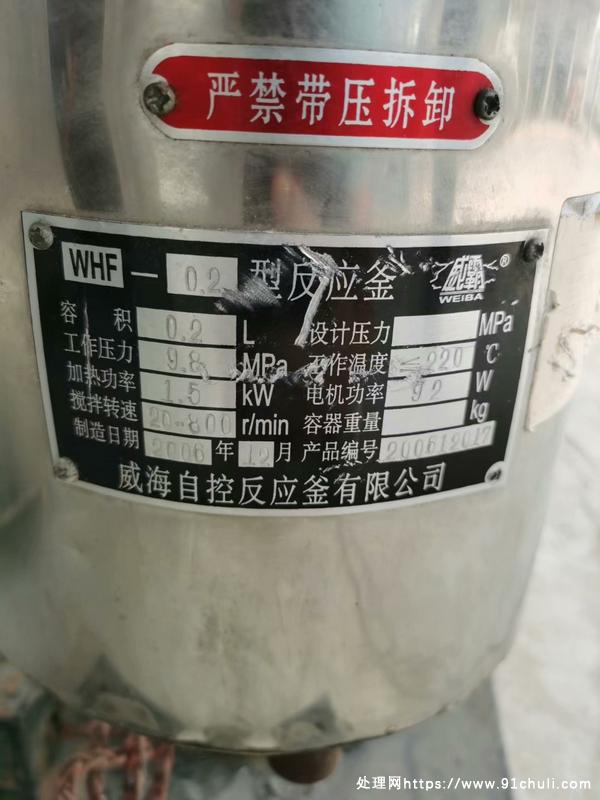 严禁带压拆卸
WHF — 0.2 型反应釜 威霸® WEIBA
容积 0.2 L 设计压力 MPa
工作压力 9.8 MPa 工作温度 ≤220 ℃
加热功率 1.5 kW 电机功率 92 W
搅拌转速 20-800 r/min 容器重量 kg
制造日期 2006 年 12 月 产品编号 200612017
威海自控反应釜有限公司
处理网https://www.91chuli.com/